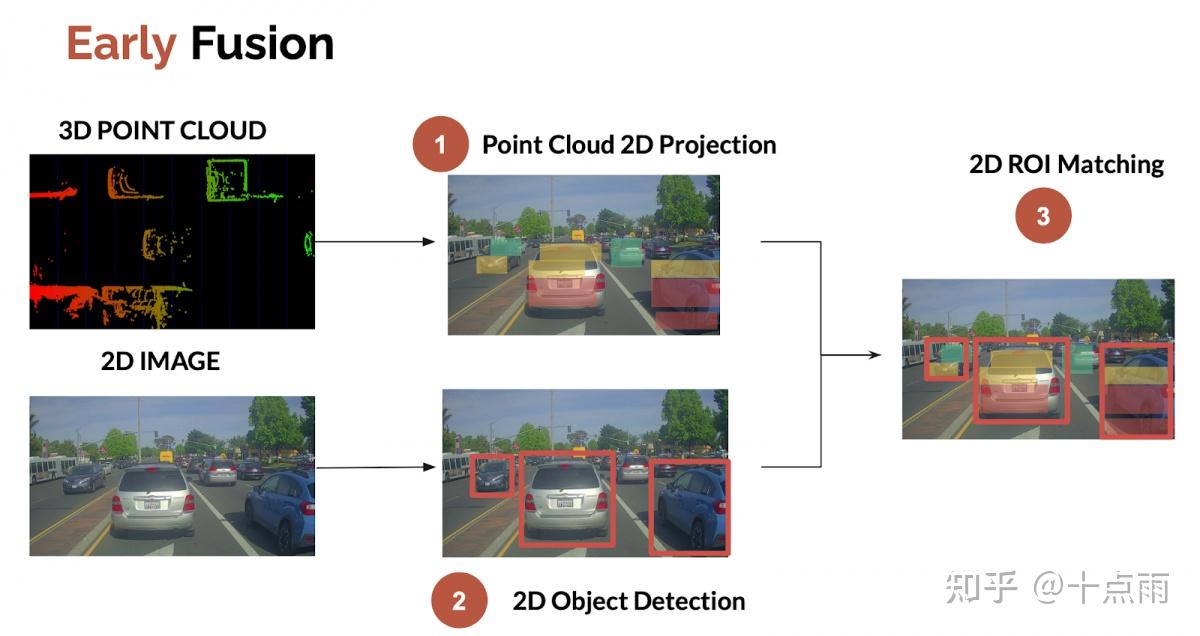 Early Fusion
3D POINT CLOUD
1
Point Cloud 2D Projection
2D ROI Matching
3
2D IMAGE
2
2D Object Detection
知乎 @十点雨